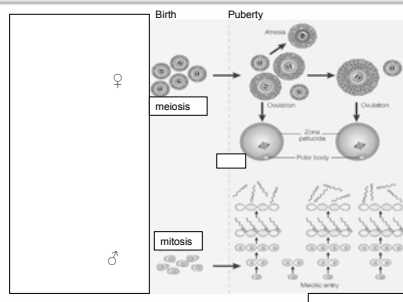 Birth
Puberty
Atresia
♀
meiosis
Ovulation
Ovulation
Zona
pellucida
Polar body
mitosis
♂
Meiotic entry